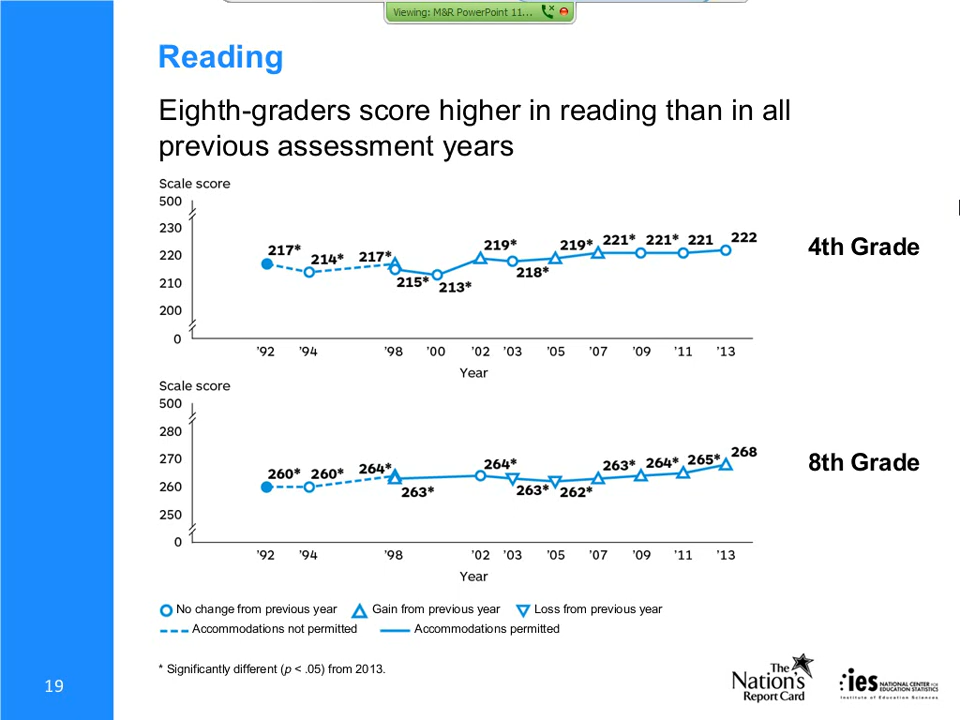 Viewing: M&R PowerPoint 11...
Reading
Eighth-graders score higher in reading than in all
previous assessment years
Scale score
500
230
220
210
200
0
217*
214*
217*
215*
213*
219*
218*
219*
221*
221*
221
222
4th Grade
’92 ’94 ’98 ’00 ’02 ’03 ’05 ’07 ’09 ’11 ’13
Year
Scale score
500
280
270
260
250
0
260*
260*
264*
263*
264*
263*
262*
263*
264*
265*
268
8th Grade
’92 ’94 ’98 ’02 ’03 ’05 ’07 ’09 ’11 ’13
Year
No change from previous year Gain from previous year Loss from previous year
Accommodations not permitted Accommodations permitted
* Significantly different (p < .05) from 2013.
19
The
Nation's
Report Card
ies NATIONAL CENTER FOR
EDUCATION STATISTICS
Institute of Education Sciences